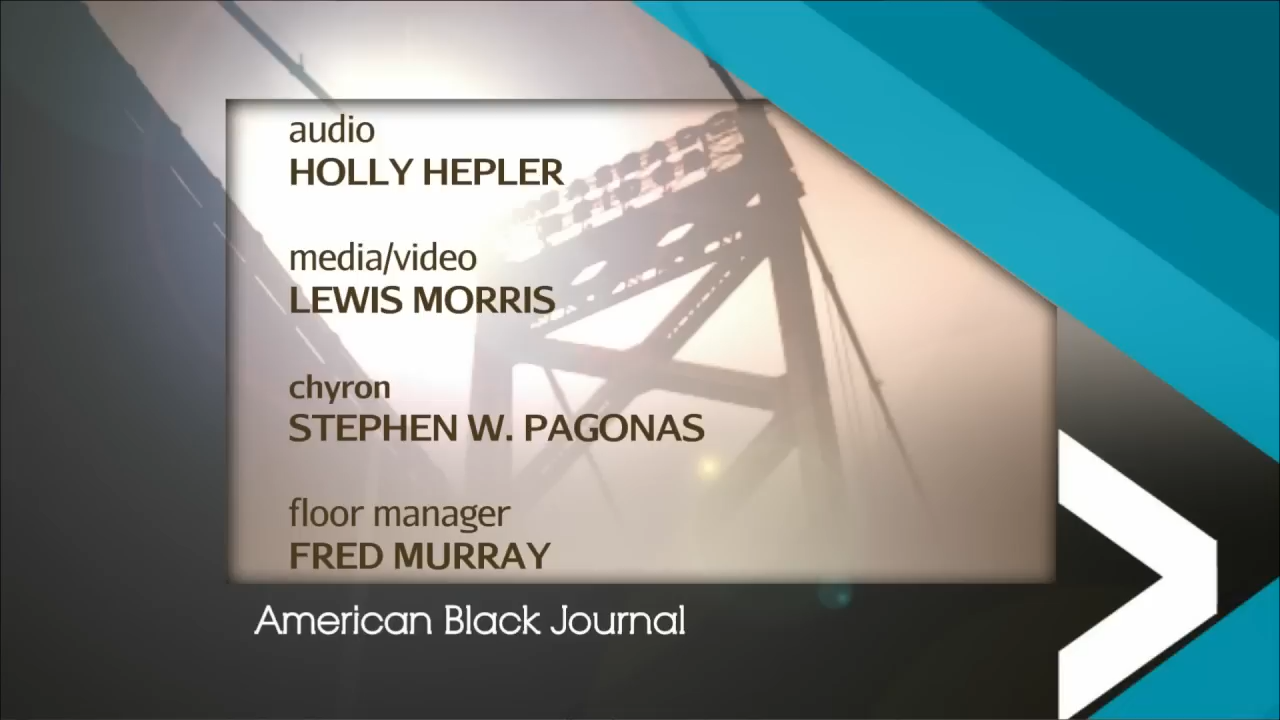 audio
HOLLY HEPLER
media/video
LEWIS MORRIS
chyron
STEPHEN W. PAGONAS
floor manager
FRED MURRAY
American Black Journal